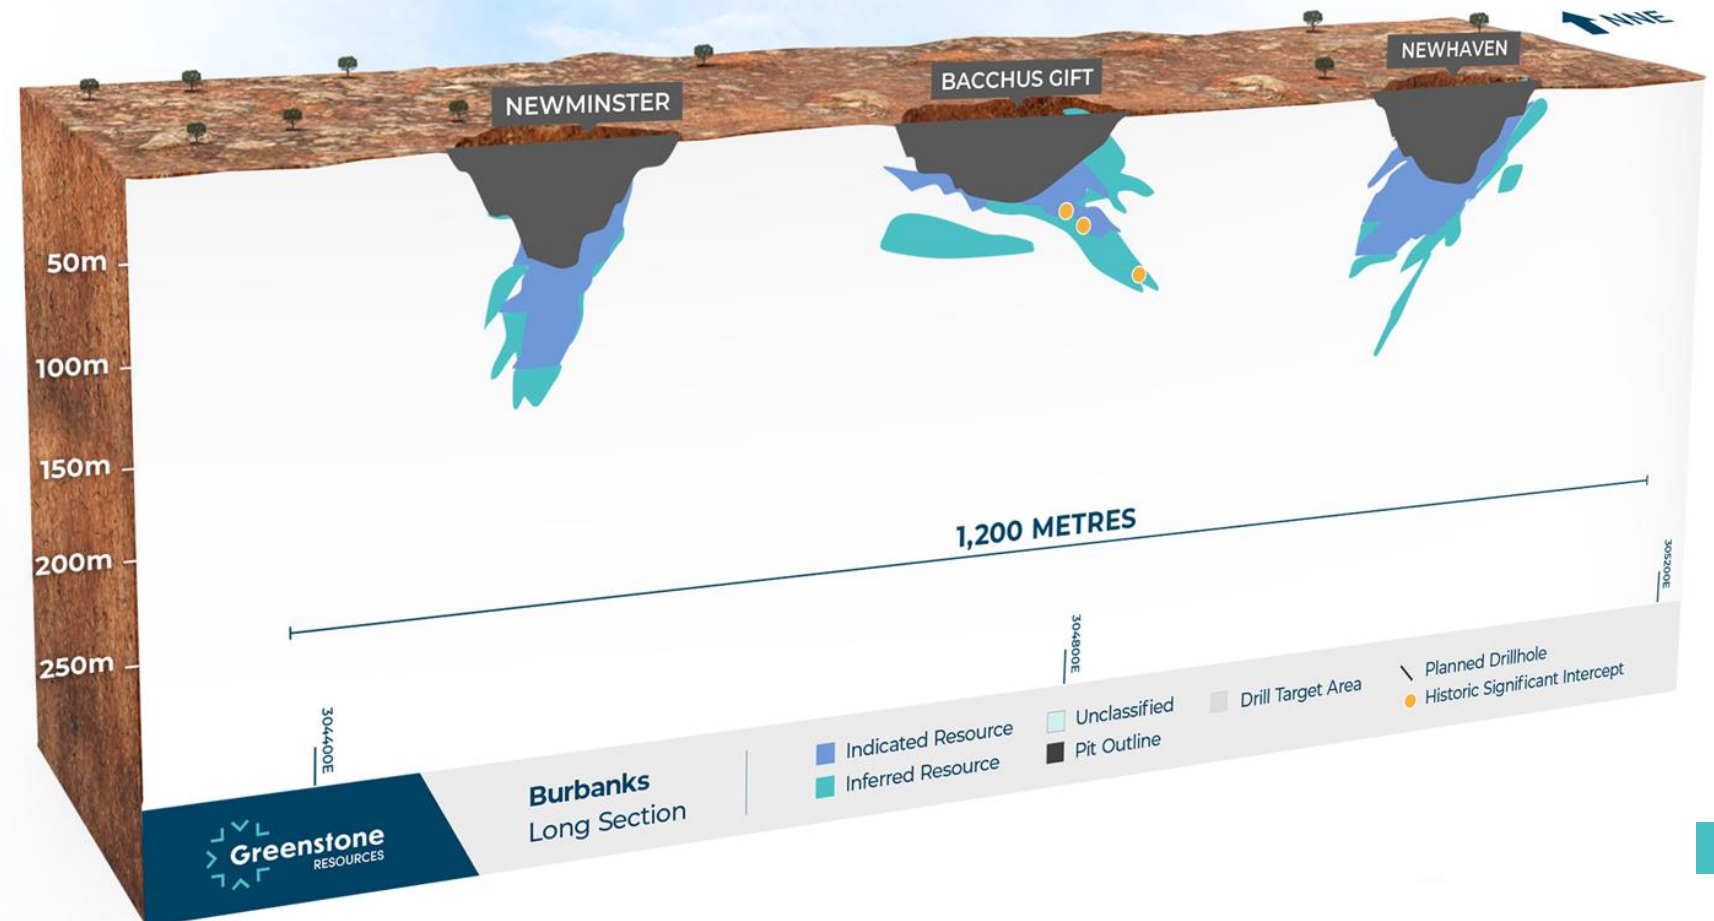 NNE
NEWHAVEN
BACCHUS GIFT
NEWMINSTER
50m
100m
150m
200m
250m
1,200 METRES
304400E
304800E
305200E
Greenstone
RESOURCES
Burbanks
Long Section
Indicated Resource
Inferred Resource
Unclassified
Pit Outline
Drill Target Area
Planned Drillhole
Historic Significant Intercept